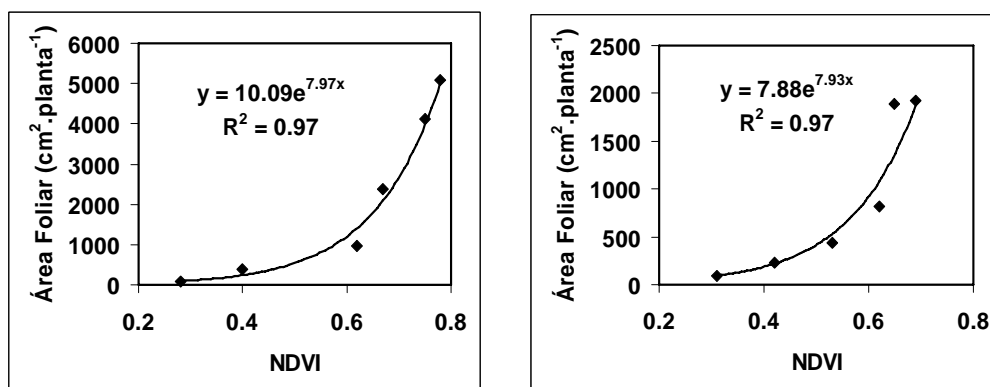 6000
5000
4000
3000
2000
1000
0
Área Foliar (cm².planta⁻¹)
y = 10.09e^7.97x
R² = 0.97
0.2 0.4 0.6 0.8
NDVI
2500
2000
1500
1000
500
0
Área Foliar (cm².planta⁻¹)
y = 7.88e^7.93x
R² = 0.97
0.2 0.4 0.6 0.8
NDVI